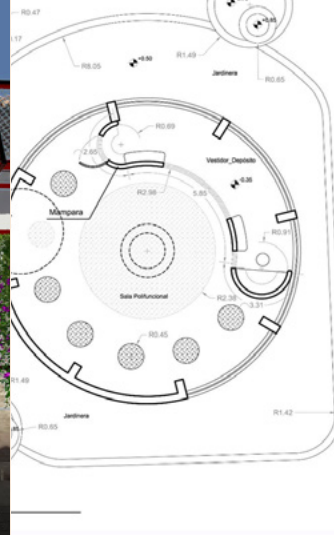 R0.47
+0.45
.17
R1.49
R8.05
+0.50
R0.65
Jardinera
R0.69
2.65
Vestidor_Depósito
R2.98
5.85
-0.35
Mampara
R0.91
Sala Polifuncional
R2.38
3.31
R0.45
R1.49
R1.42
Jardinera
R0.65